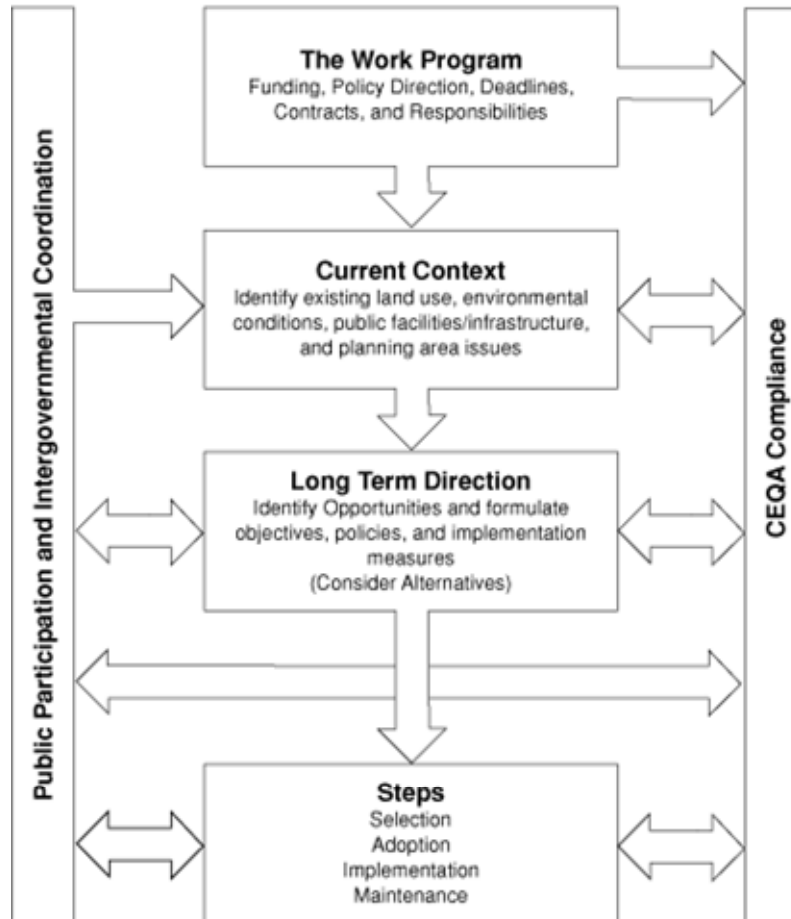 Public Participation and Intergovernmental Coordination
The Work Program
Funding, Policy Direction, Deadlines,
Contracts, and Responsibilities
Current Context
Identify existing land use, environmental
conditions, public facilities/infrastructure,
and planning area issues
Long Term Direction
Identify Opportunities and formulate
objectives, policies, and implementation
measures
(Consider Alternatives)
Steps
Selection
Adoption
Implementation
Maintenance
CEQA Compliance